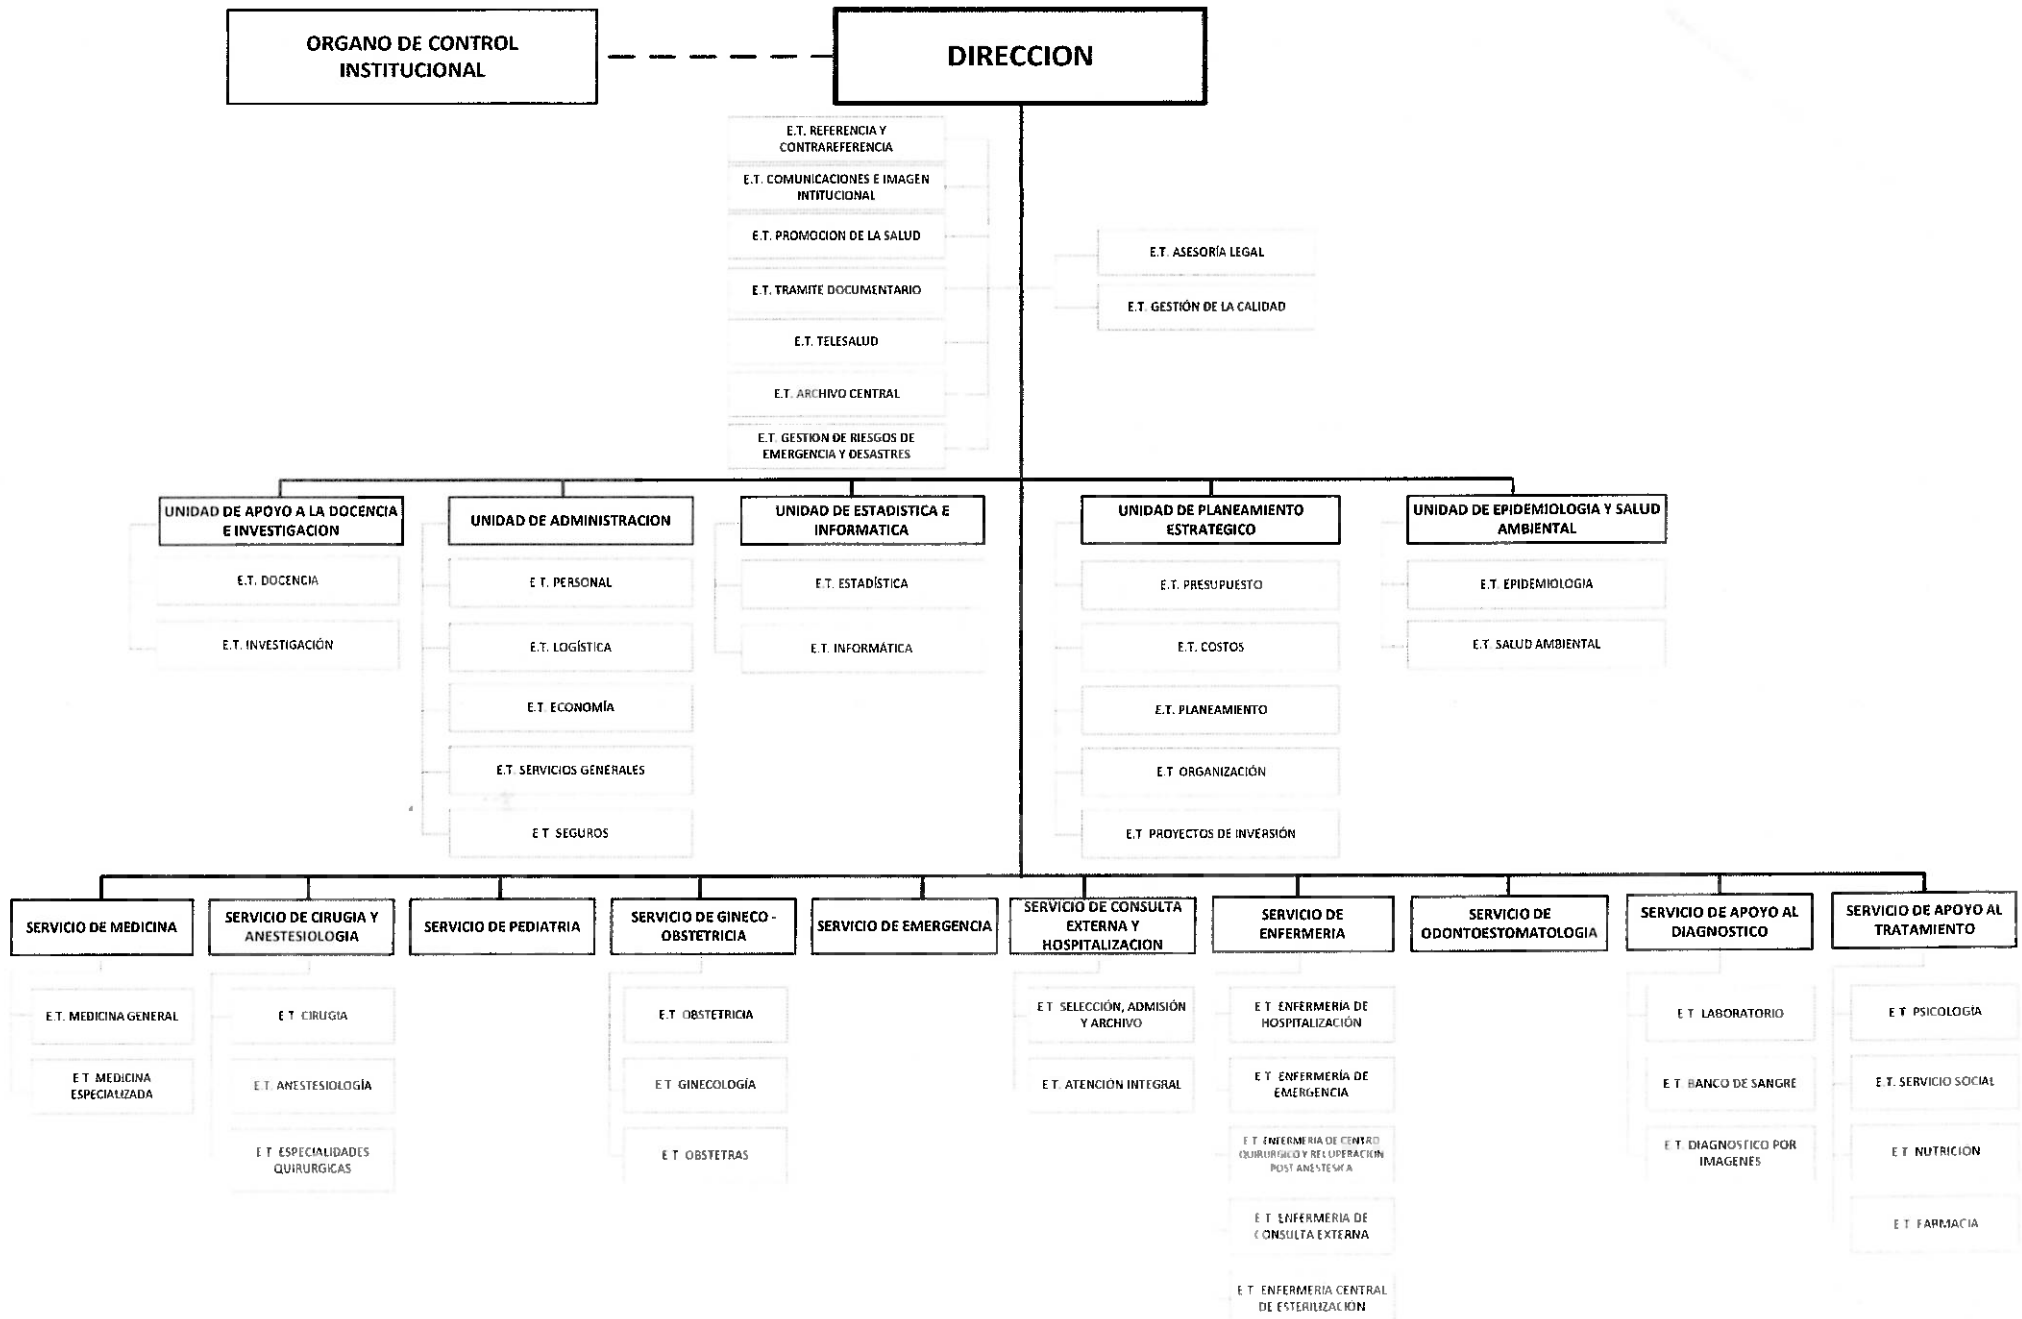 ORGANO DE CONTROL
INSTITUCIONAL
DIRECCION
E.T. REFERENCIA Y
CONTRAREFERENCIA
E.T. COMUNICACIONES E IMAGEN
INTITUCIONAL
E.T. PROMOCION DE LA SALUD
E.T. TRAMITE DOCUMENTARIO
E.T. TELESALUD
E.T. ARCHIVO CENTRAL
E.T. GESTION DE RIESGOS DE
EMERGENCIA Y DESASTRES
E.T. ASESORÍA LEGAL
E.T. GESTIÓN DE LA CALIDAD
UNIDAD DE APOYO A LA DOCENCIA
E INVESTIGACION
E.T. DOCENCIA
E.T. INVESTIGACIÓN
UNIDAD DE ADMINISTRACION
E T. PERSONAL
E.T. LOGÍSTICA
E.T. ECONOMÍA
E.T. SERVICIOS GENERALES
E T SEGUROS
UNIDAD DE ESTADISTICA E
INFORMATICA
E.T. ESTADÍSTICA
E.T. INFORMÁTICA
UNIDAD DE PLANEAMIENTO
ESTRATEGICO
E.T. PRESUPUESTO
E.T. COSTOS
E.T. PLANEAMIENTO
E.T ORGANIZACIÓN
E.T PROYECTOS DE INVERSIÓN
UNIDAD DE EPIDEMIOLOGIA Y SALUD
AMBIENTAL
E.T. EPIDEMIOLOGIA
E.T. SALUD AMBIENTAL
SERVICIO DE MEDICINA
E.T. MEDICINA GENERAL
E T MEDICINA
ESPECIALIZADA
SERVICIO DE CIRUGIA Y
ANESTESIOLOGIA
E T CIRUGIA
E.T. ANESTESIOLOGÍA
E T ESPECIALIDADES
QUIRURGICAS
SERVICIO DE PEDIATRIA
SERVICIO DE GINECO -
OBSTETRICIA
E.T OBSTETRICIA
E T GINECOLOGÍA
E T OBSTETRAS
SERVICIO DE EMERGENCIA
SERVICIO DE CONSULTA
EXTERNA Y
HOSPITALIZACION
E T SELECCIÓN, ADMISIÓN
Y ARCHIVO
E T. ATENCIÓN INTEGRAL
SERVICIO DE
ENFERMERIA
E T ENFERMERÍA DE
HOSPITALIZACIÓN
E T ENFERMERÍA DE
EMERGENCIA
E T ENFERMERIA DE CENTRO
QUIRURGICO Y RECUPERACION
POST ANESTESICA
E T ENFERMERIA DE
CONSULTA EXTERNA
E T ENFERMERIA CENTRAL
DE ESTERILIZACIÓN
SERVICIO DE
ODONTOESTOMATOLOGIA
SERVICIO DE APOYO AL
DIAGNOSTICO
E T LABORATORIO
E T BANCO DE SANGRE
E T. DIAGNOSTICO POR
IMAGENES
SERVICIO DE APOYO AL
TRATAMIENTO
E T PSICOLOGÍA
E.T. SERVICIO SOCIAL
E T NUTRICIÓN
E T FARMACIA